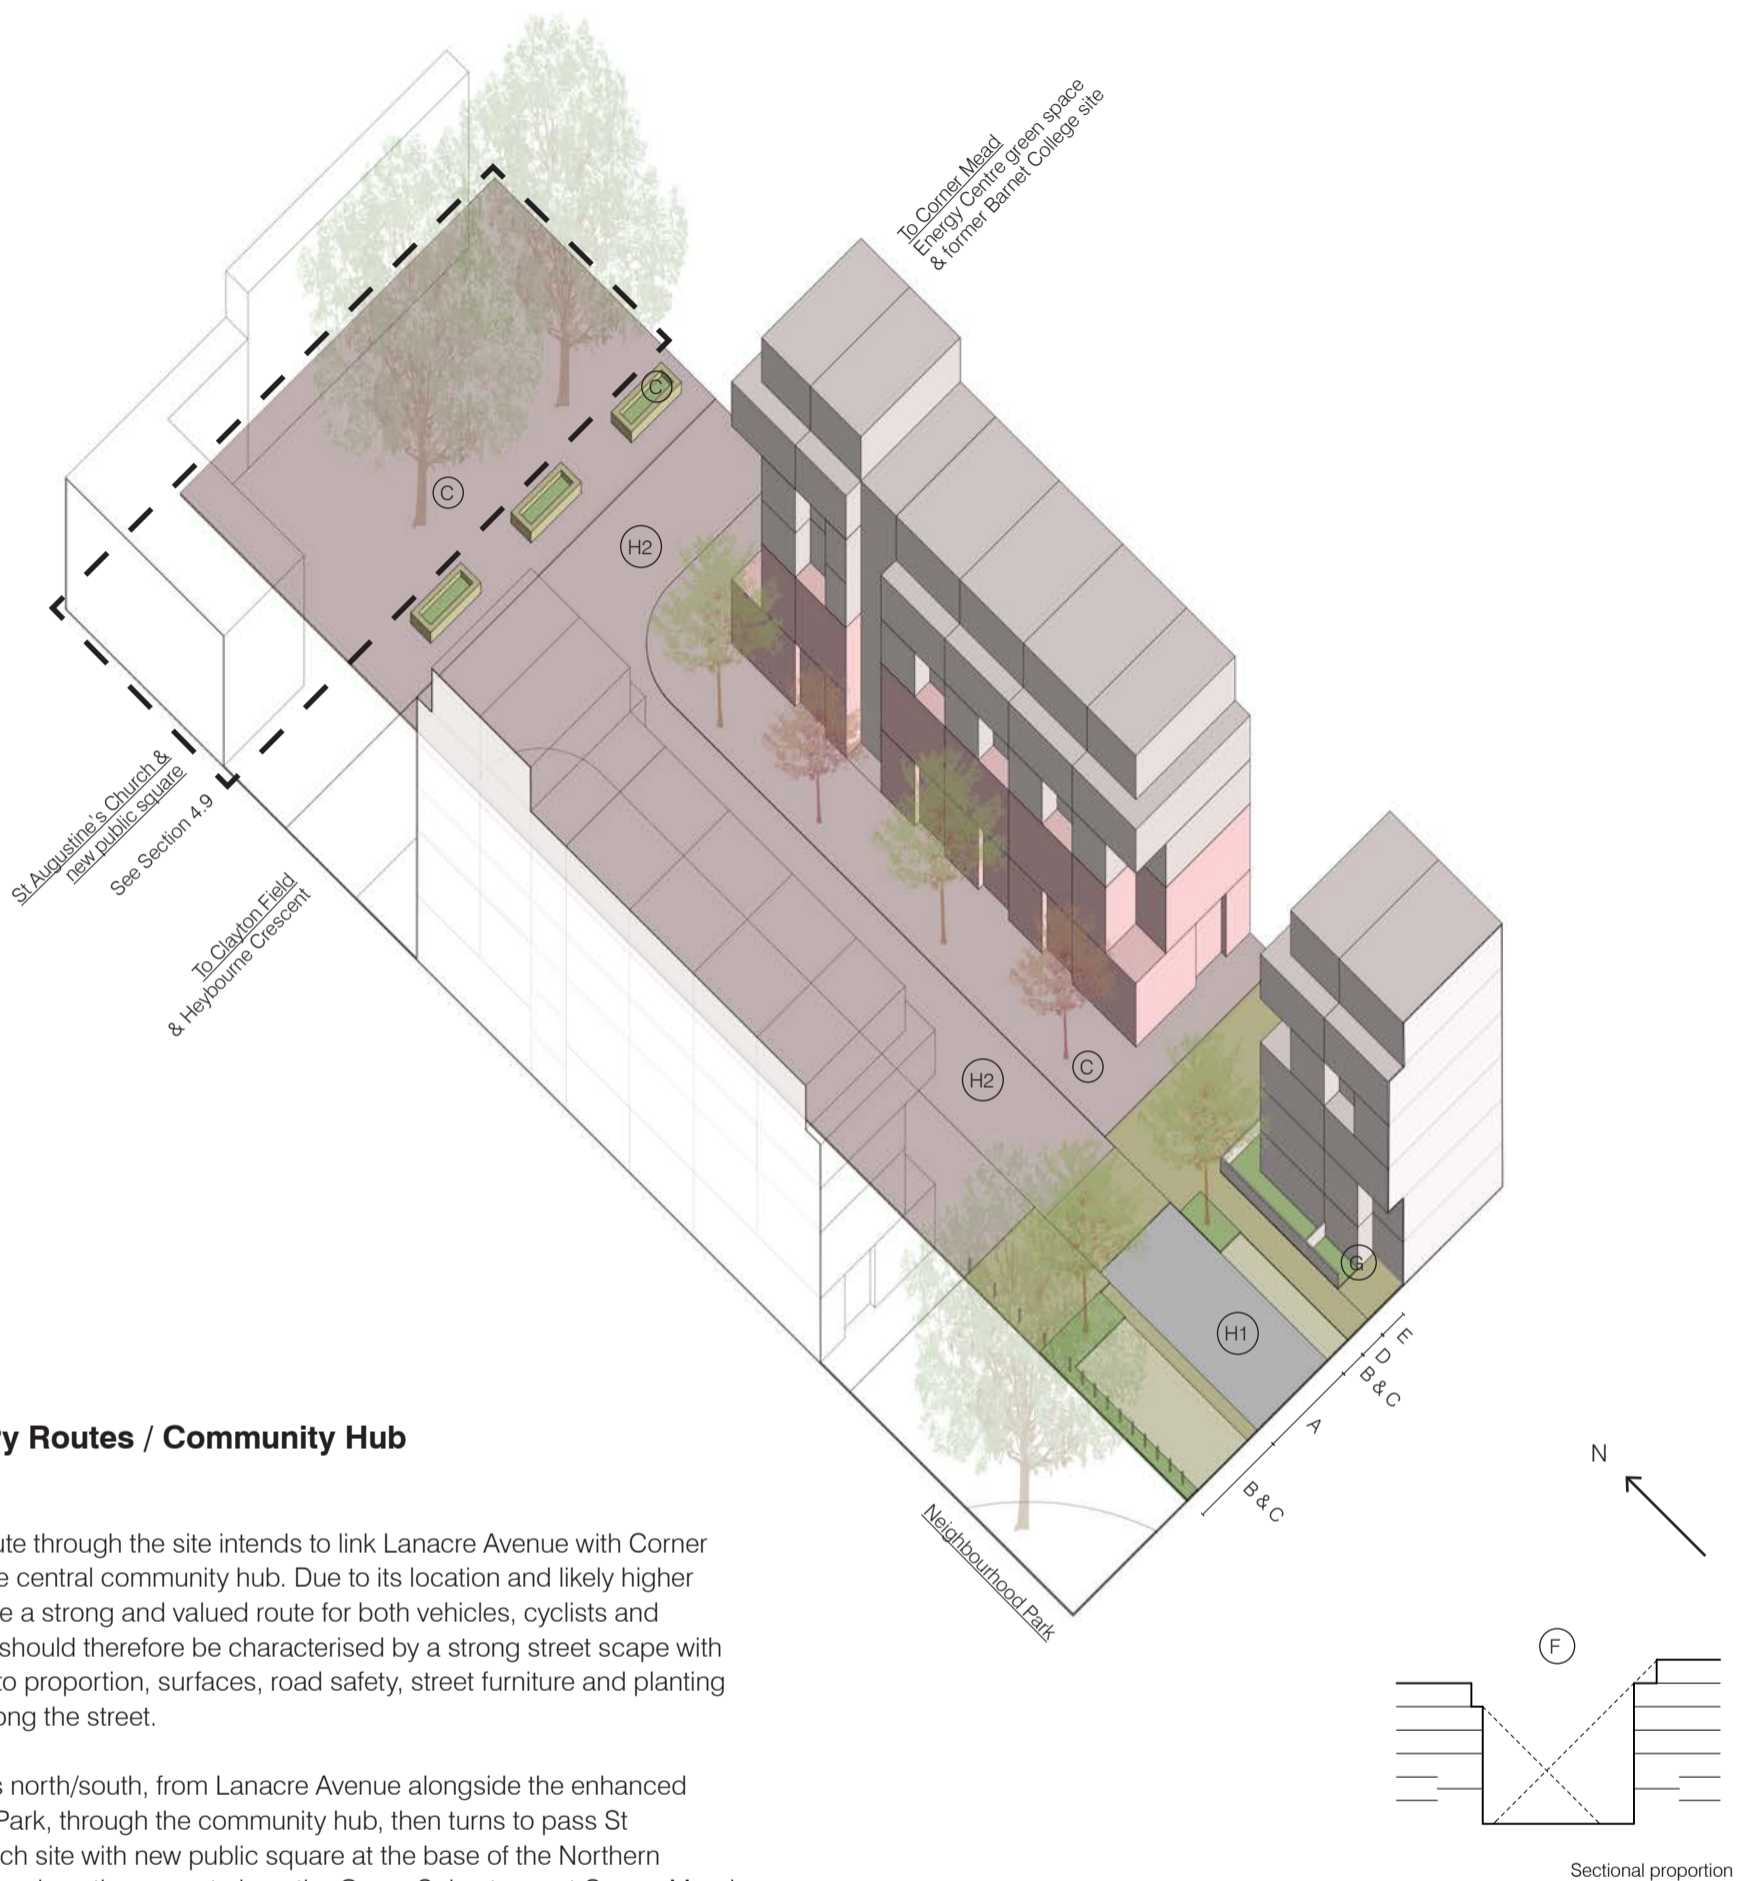 To Corner Mead
Energy Centre green space
& former Barnet College site
C
C
H2
St Augustine's Church &
new public square
See Section 4.9
To Clayton Field
& Heybourne Crescent
H2
C
G
H1
E
D
B & C
A
B & C
Neighbourhood Park
N
F
Sectional proportion
Routes / Community Hub
through the site intends to link Lanacre Avenue with Corner
central community hub. Due to its location and likely higher
a strong and valued route for both vehicles, cyclists and
should therefore be characterised by a strong street scape with
to proportion, surfaces, road safety, street furniture and planting
the street.
north/south, from Lanacre Avenue alongside the enhanced
Park, through the community hub, then turns to pass St
site with new public square at the base of the Northern